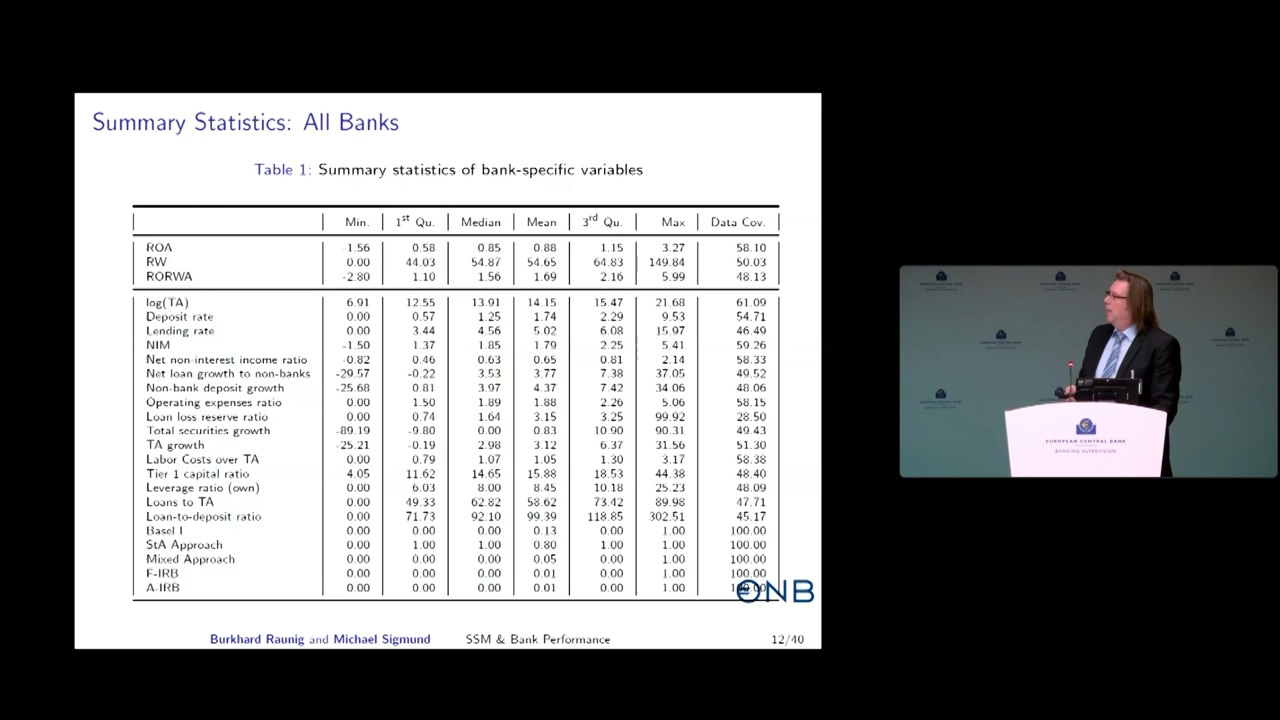 Summary Statistics: All Banks
Table 1: Summary statistics of bank-specific variables
Min. 1st Qu. Median Mean 3rd Qu. Max Data Cov.
ROA -1.56 0.58 0.85 0.88 1.15 3.27 58.10
RW 0.00 44.03 54.87 54.65 64.83 149.84 50.03
RORWA -2.80 1.10 1.56 1.69 2.16 5.99 48.13
log(TA) 6.91 12.55 13.91 14.15 15.47 21.68 61.09
Deposit rate 0.00 0.57 1.25 1.74 2.29 9.53 54.71
Lending rate 0.00 3.44 4.56 5.02 6.08 15.97 46.49
NIM -1.50 1.37 1.85 1.79 2.25 5.41 59.26
Net non-interest income ratio -0.82 0.46 0.63 0.65 0.81 2.14 58.33
Net loan growth to non-banks -29.57 -0.22 3.53 3.77 7.38 37.05 49.52
Non-bank deposit growth -25.68 0.81 3.97 4.37 7.42 34.06 48.06
Operating expenses ratio 0.00 1.50 1.89 1.88 2.26 5.06 58.15
Loan loss reserve ratio 0.00 0.74 1.64 3.15 3.25 99.92 28.50
Total securities growth -89.19 -9.80 0.00 0.83 10.90 90.31 49.43
TA growth -25.21 -0.19 2.98 3.12 6.37 31.56 51.30
Labor Costs over TA 0.00 0.79 1.07 1.05 1.30 3.17 58.38
Tier 1 capital ratio 4.05 11.62 14.65 15.88 18.53 44.38 48.40
Leverage ratio (own) 0.00 6.03 8.00 8.45 10.18 25.23 48.09
Loans to TA 0.00 49.33 62.82 58.62 73.42 89.98 47.71
Loan-to-deposit ratio 0.00 71.73 92.10 99.39 118.85 302.51 45.17
Basel I 0.00 0.00 0.00 0.13 0.00 1.00 100.00
StA Approach 0.00 1.00 1.00 0.80 1.00 1.00 100.00
Mixed Approach 0.00 0.00 0.00 0.05 0.00 1.00 100.00
F-IRB 0.00 0.00 0.00 0.01 0.00 1.00 100.00
A-IRB 0.00 0.00 0.00 0.01 0.00 1.00
ONB
Burkhard Raunig and Michael Sigmund SSM & Bank Performance 12/40
EUROPEAN CENTRAL BANK
BANKING SUPERVISION